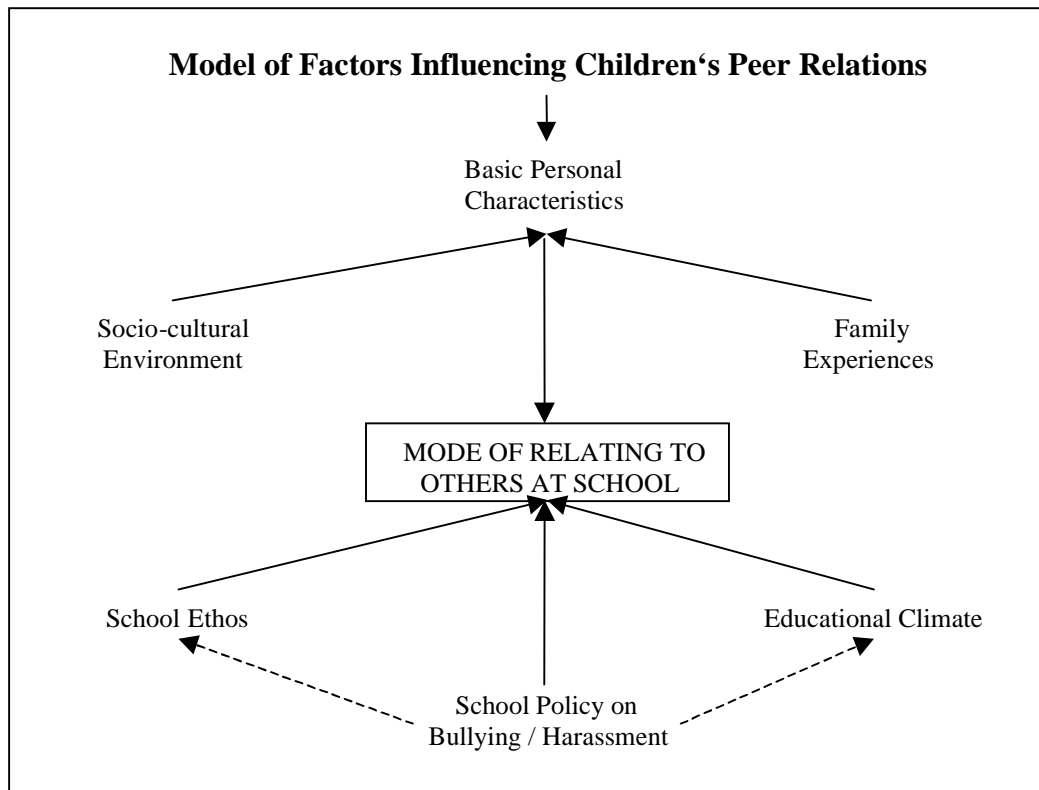 Model of Factors Influencing Children‘s Peer Relations
Basic Personal
Characteristics
Socio-cultural
Environment
Family
Experiences
MODE OF RELATING TO
OTHERS AT SCHOOL
School Ethos
Educational Climate
School Policy on
Bullying / Harassment